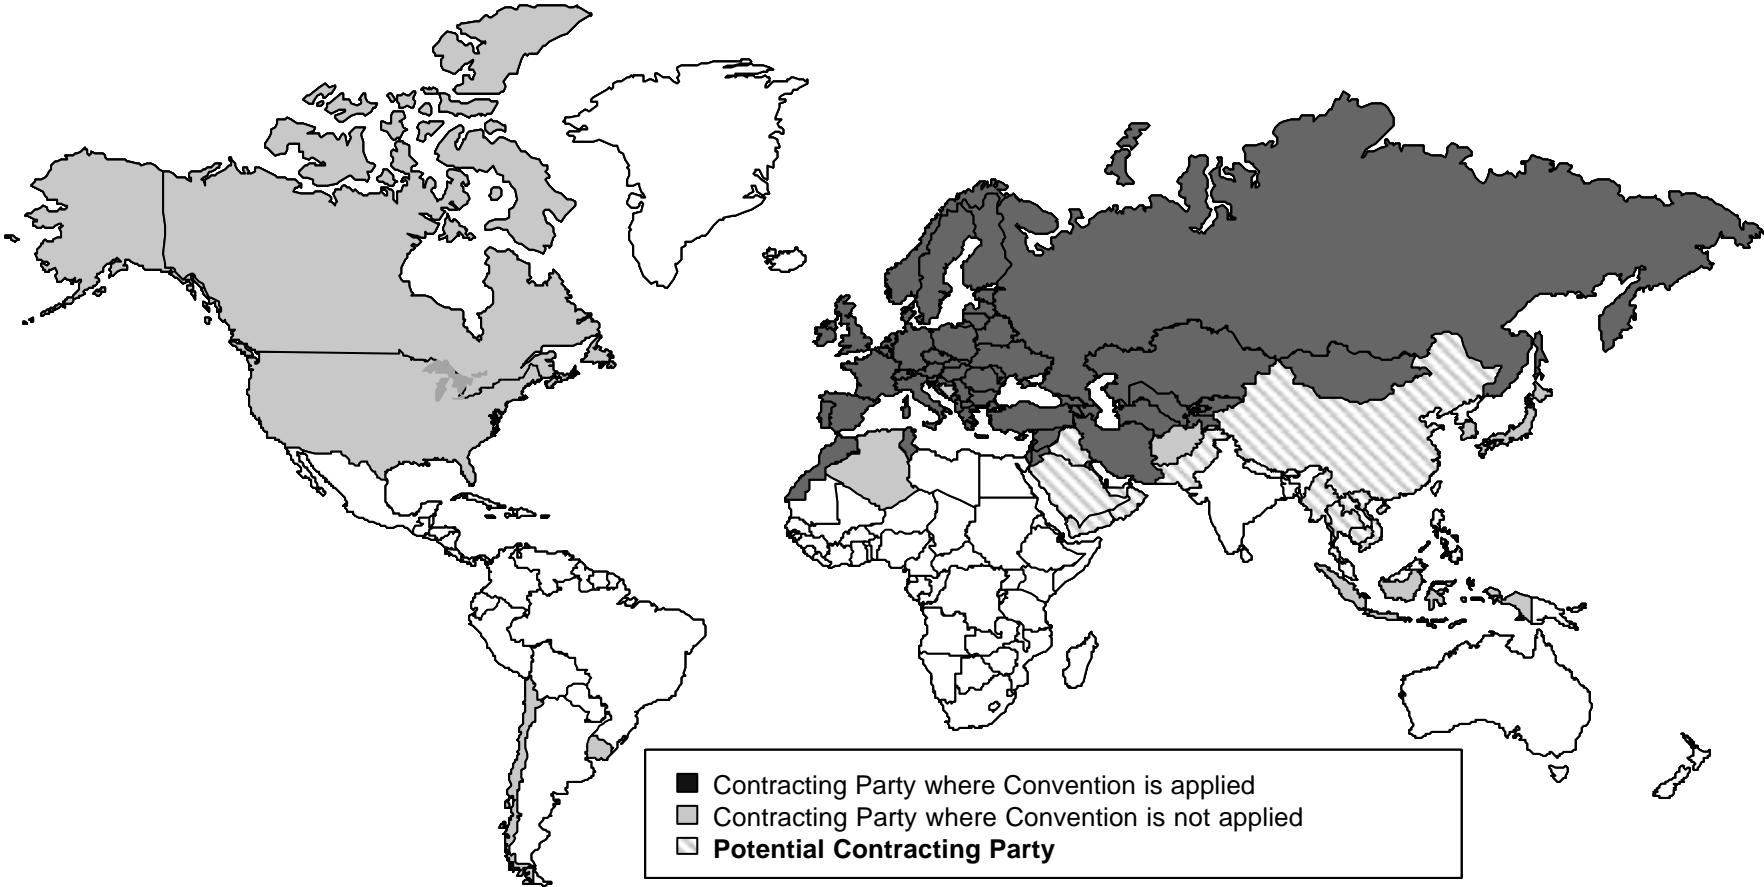 Contracting Party where Convention is applied
Contracting Party where Convention is not applied
Potential Contracting Party